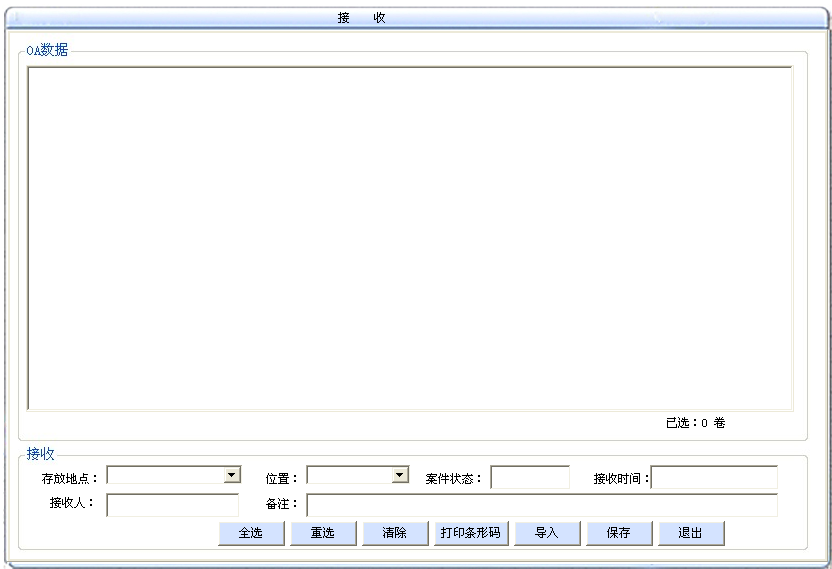 接 收
OA数据
已选：0 卷
接收
存放地点： 位置： 案件状态： 接收时间：
接收人： 备注：
全选 重选 清除 打印条形码 导入 保存 退出